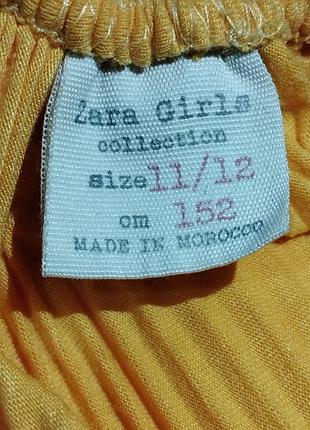 Zara Girls
collection
size 11/12
cm 152
MADE IN MOROCCO